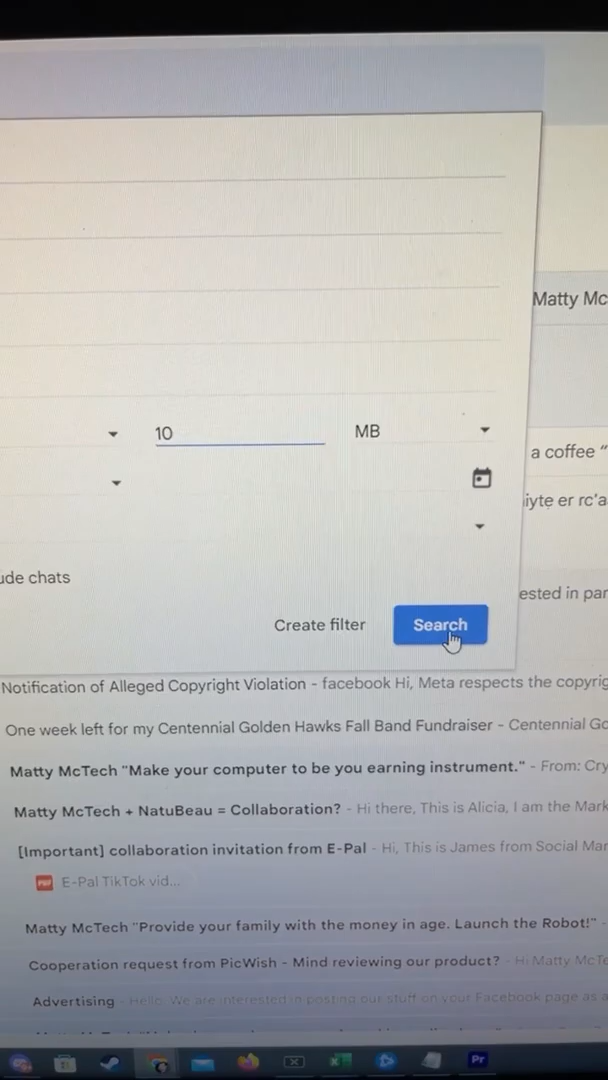 Matty Mc
10
MB
a coffee “
iyte er rc'a
ude chats
ested in par
Create filter
Search
Notification of Alleged Copyright Violation - facebook Hi, Meta respects the copyrig
One week left for my Centennial Golden Hawks Fall Band Fundraiser - Centennial Go
Matty McTech "Make your computer to be you earning instrument." - From: Cry
Matty McTech + NatuBeau = Collaboration? - Hi there, This is Alicia, I am the Mark
[Important] collaboration invitation from E-Pal - Hi, This is James from Social Mar
E-Pal TikTok vid...
Matty McTech "Provide your family with the money in age. Launch the Robot!" -
Cooperation request from PicWish - Mind reviewing our product? - Hi Matty McTe
Advertising - Hello. We are interested in posting our stuff on your Facebook page as a
Pr